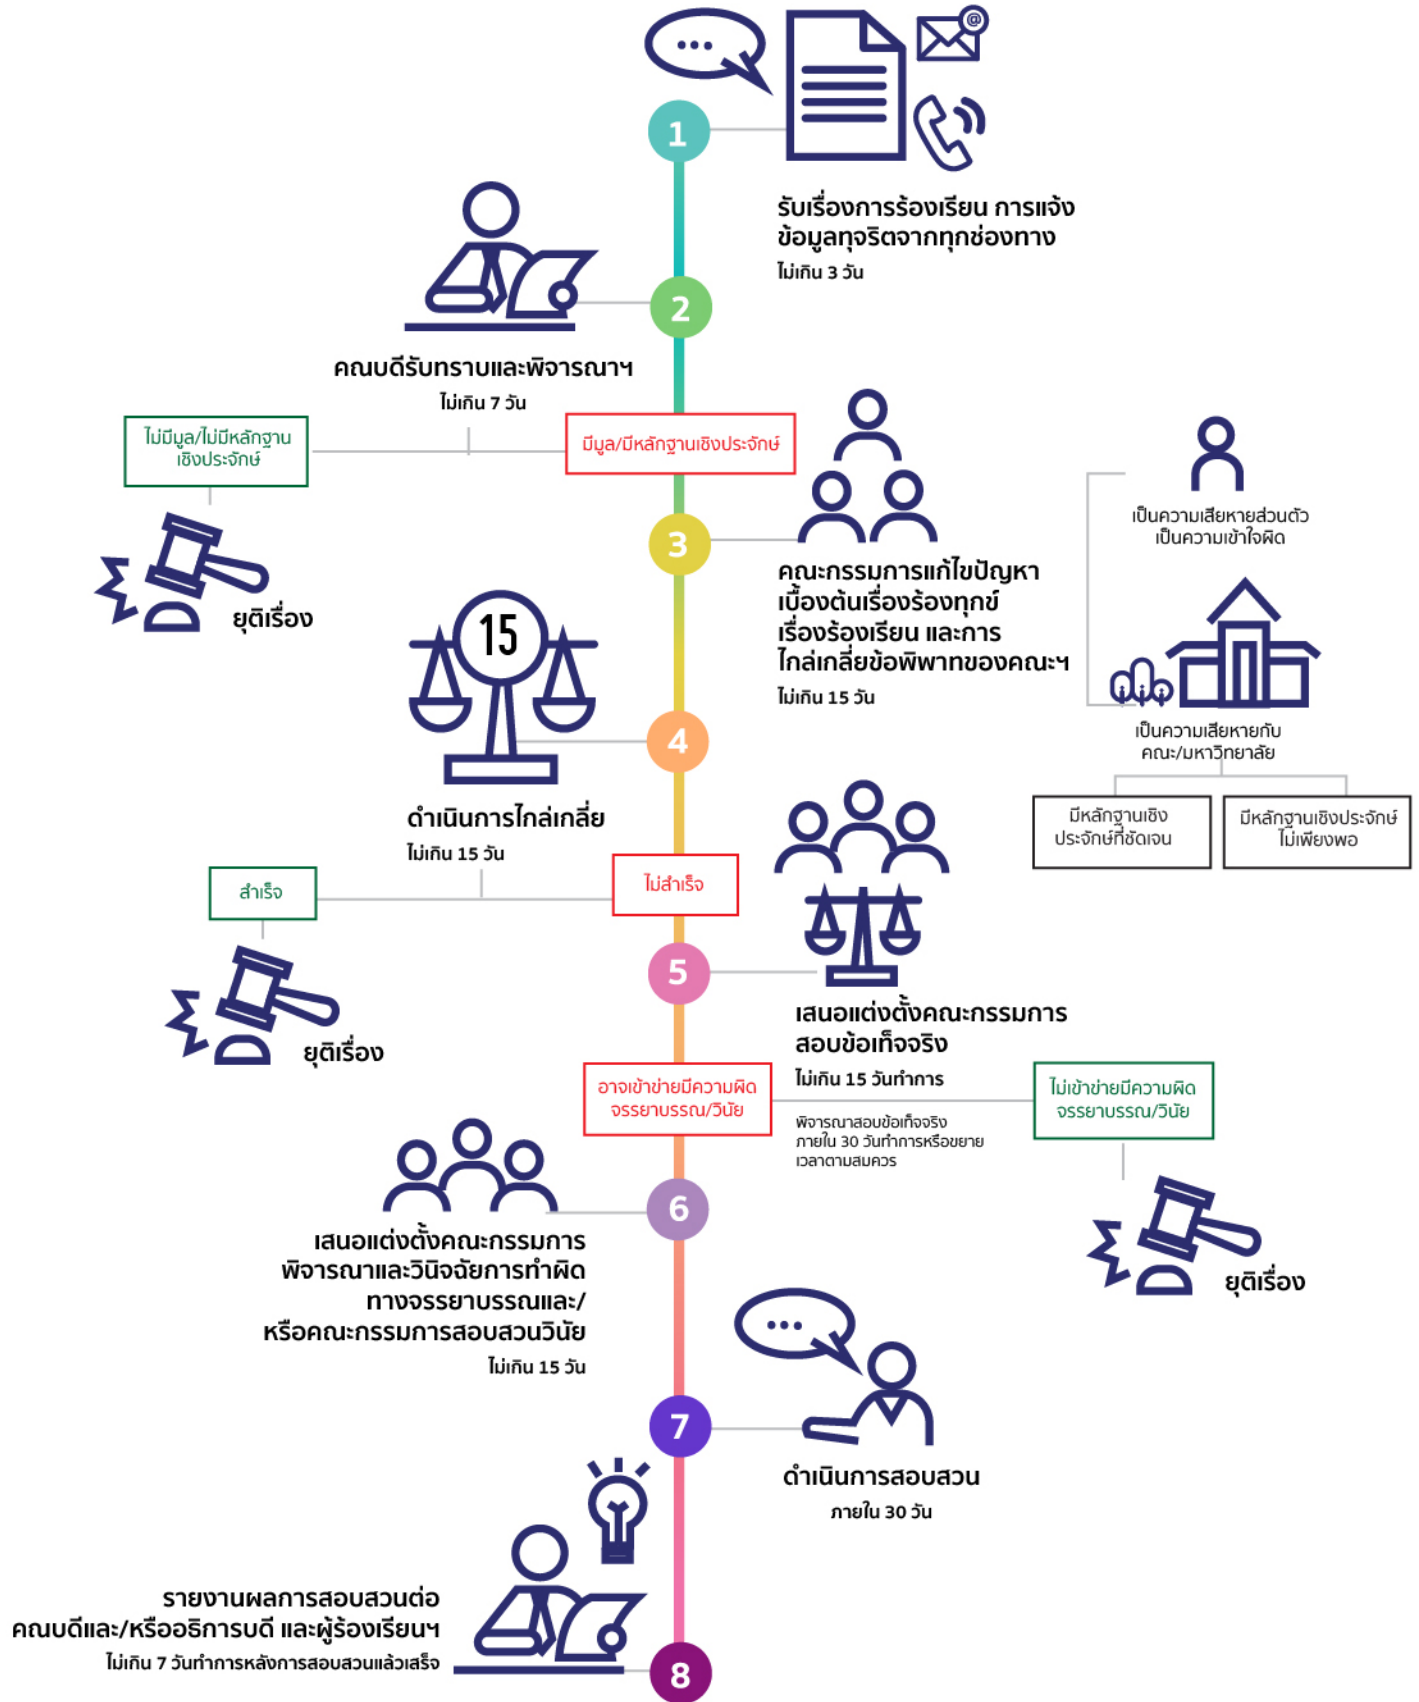 @
1
รับเรื่องการร้องเรียน การแจ้ง
ข้อมูลทุจริตจากทุกช่องทาง
ไม่เกิน 3 วัน
2
คณบดีรับทราบและพิจารณาฯ
ไม่เกิน 7 วัน
ไม่มีมูล/ไม่มีหลักฐาน
เชิงประจักษ์
มีมูล/มีหลักฐานเชิงประจักษ์
ยุติเรื่อง
3
คณะกรรมการแก้ไขปัญหา
เบื้องต้นเรื่องร้องทุกข์
เรื่องร้องเรียน และการ
ไกล่เกลี่ยข้อพิพาทของคณะฯ
ไม่เกิน 15 วัน
เป็นความเสียหายส่วนตัว
เป็นความเข้าใจผิด
เป็นความเสียหายกับ
คณะ/มหาวิทยาลัย
มีหลักฐานเชิง
ประจักษ์ที่ชัดเจน
มีหลักฐานเชิงประจักษ์
ไม่เพียงพอ
15
4
ดำเนินการไกล่เกลี่ย
ไม่เกิน 15 วัน
สำเร็จ
ไม่สำเร็จ
ยุติเรื่อง
5
เสนอแต่งตั้งคณะกรรมการ
สอบข้อเท็จจริง
ไม่เกิน 15 วันทำการ
อาจเข้าข่ายมีความผิด
จรรยาบรรณ/วินัย
พิจารณาสอบข้อเท็จจริง
ภายใน 30 วันทำการหรือขยาย
เวลาตามสมควร
ไม่เข้าข่ายมีความผิด
จรรยาบรรณ/วินัย
ยุติเรื่อง
6
เสนอแต่งตั้งคณะกรรมการ
พิจารณาและวินิจฉัยการทำผิด
ทางจรรยาบรรณและ/
หรือคณะกรรมการสอบสวนวินัย
ไม่เกิน 15 วัน
7
ดำเนินการสอบสวน
ภายใน 30 วัน
รายงานผลการสอบสวนต่อ
คณบดีและ/หรืออธิการบดี และผู้ร้องเรียนฯ
ไม่เกิน 7 วันทำการหลังการสอบสวนแล้วเสร็จ
8